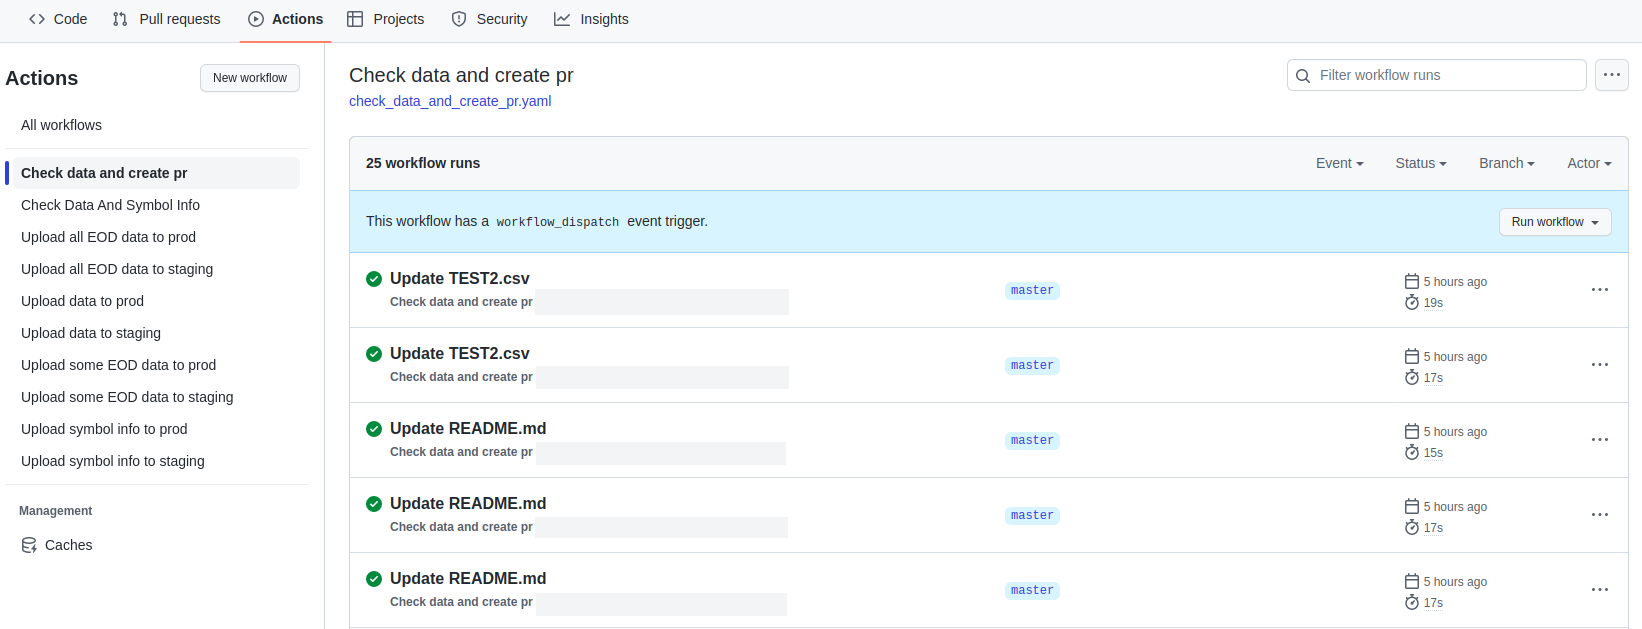 Code Pull requests Actions Projects Security Insights
Actions
New workflow
All workflows
Check data and create pr
Check Data And Symbol Info
Upload all EOD data to prod
Upload all EOD data to staging
Upload data to prod
Upload data to staging
Upload some EOD data to prod
Upload some EOD data to staging
Upload symbol info to prod
Upload symbol info to staging
Management
Caches
Check data and create pr
check_data_and_create_pr.yaml
Filter workflow runs
25 workflow runs
Event Status Branch Actor
This workflow has a workflow_dispatch event trigger.
Run workflow
Update TEST2.csv
Check data and create pr
master
5 hours ago
19s
Update TEST2.csv
Check data and create pr
master
5 hours ago
17s
Update README.md
Check data and create pr
master
5 hours ago
15s
Update README.md
Check data and create pr
master
5 hours ago
17s
Update README.md
Check data and create pr
master
5 hours ago
17s